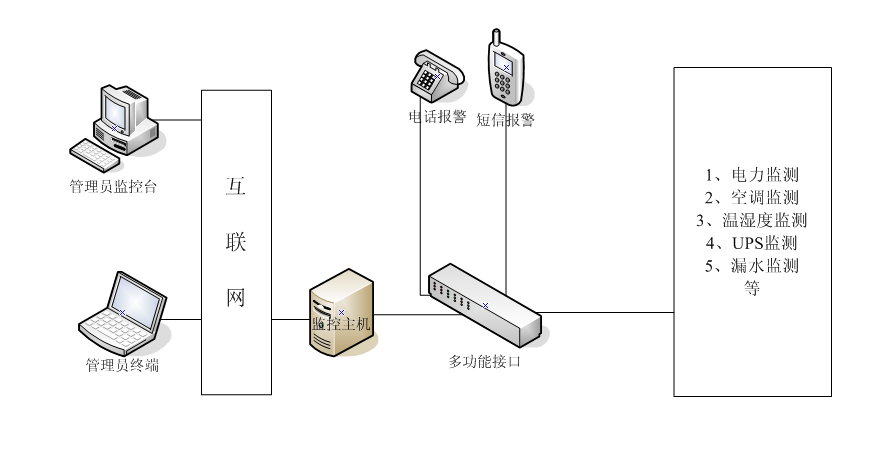 电话报警
短信报警
管理员监控台
互
联
网
1、电力监测
2、空调监测
3、温湿度监测
4、UPS监测
5、漏水监测
等
监控主机
管理员终端
多功能接口